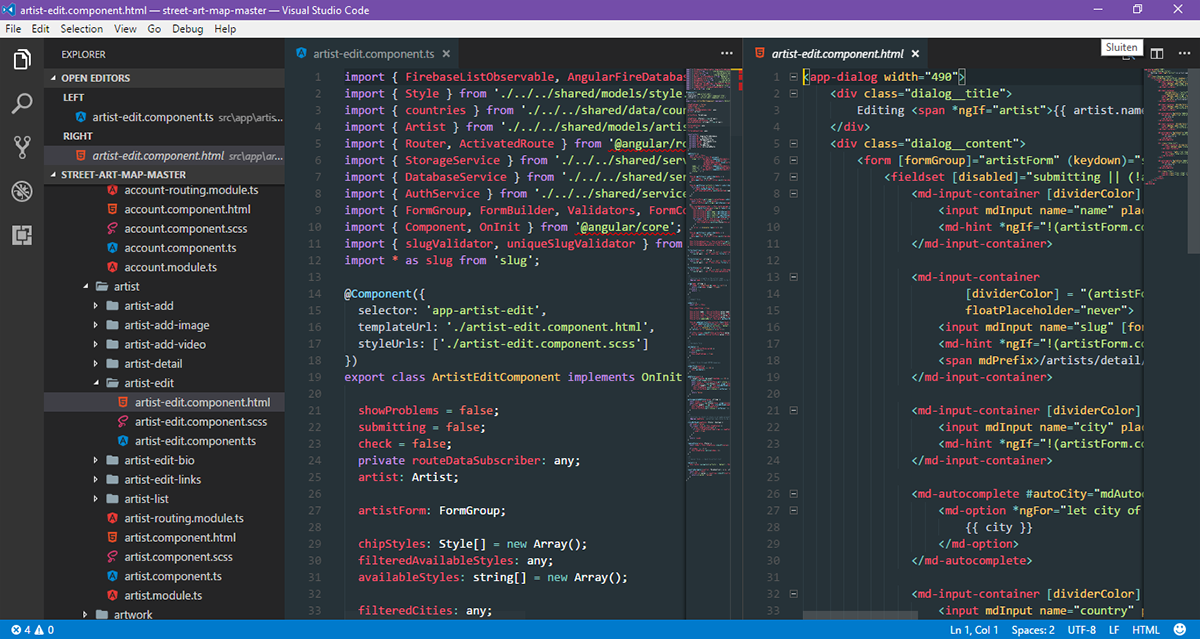 artist-edit.component.html — street-art-map-master — Visual Studio Code
File Edit Selection View Go Debug Help
EXPLORER
OPEN EDITORS
LEFT
artist-edit.component.ts src\app\artis...
RIGHT
artist-edit.component.html src\app\ar...
STREET-ART-MAP-MASTER
account-routing.module.ts
account.component.html
account.component.scss
account.component.ts
account.module.ts
artist
artist-add
artist-add-image
artist-add-video
artist-detail
artist-edit
artist-edit.component.html
artist-edit.component.scss
artist-edit.component.ts
artist-edit-bio
artist-edit-links
artist-list
artist-routing.module.ts
artist.component.html
artist.component.scss
artist.component.ts
artist.module.ts
artwork
artist-edit.component.ts
1 import { FirebaseListObservable, AngularFireDatabas
2 import { Style } from './../../shared/models/style
3 import { countries } from './../../shared/data/cou
4 import { Artist } from './../../shared/models/arti
5 import { Router, ActivatedRoute } from '@angular/ro
6 import { StorageService } from './../../shared/ser
7 import { DatabaseService } from './../../shared/se
8 import { AuthService } from './../../shared/service
9 import { FormGroup, FormBuilder, Validators, FormCo
10 import { Component, OnInit } from '@angular/core';
11 import { slugValidator, uniqueSlugValidator } from
12 import * as slug from 'slug';
13
14 @Component({
15 selector: 'app-artist-edit',
16 templateUrl: './artist-edit.component.html',
17 styleUrls: ['./artist-edit.component.scss']
18 })
19 export class ArtistEditComponent implements OnInit
20
21 showProblems = false;
22 submitting = false;
23 check = false;
24 private routeDataSubscriber: any;
25 artist: Artist;
26
27 artistForm: FormGroup;
28
29 chipStyles: Style[] = new Array();
30 filteredAvailableStyles: any;
31 availableStyles: string[] = new Array();
32
33 filteredCities: any;
artist-edit.component.html
Sluiten
1 <app-dialog width="490">
2 <div class="dialog__title">
3 Editing <span *ngIf="artist">{{ artist.name
4 </div>
5 <div class="dialog__content">
6 <form [formGroup]="artistForm" (keydown)="
7 <fieldset [disabled]="submitting || (!a
8 <md-input-container [dividerColor]
9 <input mdInput name="name" plac
10 <md-hint *ngIf="!(artistForm.co
11 </md-input-container>
12
13 <md-input-container
14 [dividerColor] = "(artistFo
15 floatPlaceholder="never">
16 <input mdInput name="slug" [for
17 <md-hint *ngIf="!(artistForm.co
18 <span mdPrefix>/artists/detail/
19 </md-input-container>
20
21 <md-input-container [dividerColor]
22 <input mdInput name="city" plac
23 <md-hint *ngIf="!(artistForm.co
24 </md-input-container>
25
26 <md-autocomplete #autoCity="mdAuto
27 <md-option *ngFor="let city of
28 {{ city }}
29 </md-option>
30 </md-autocomplete>
31
32 <md-input-container [dividerColor]
33 <input mdInput name="country" p
4 0
Ln 1, Col 1 Spaces: 2 UTF-8 LF HTML